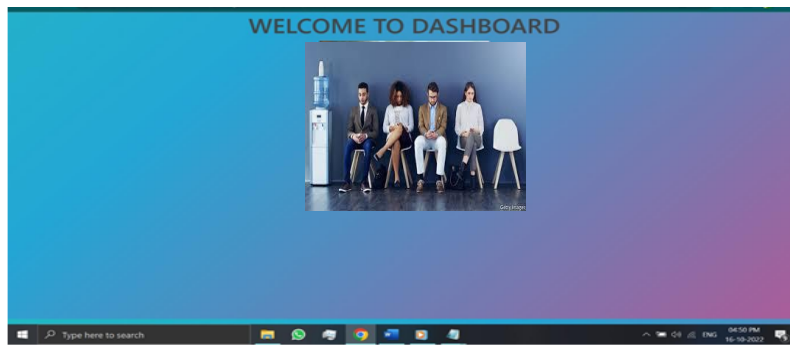 WELCOME TO DASHBOARD
Getty Images
Type here to search
ENG
04:50 PM
16-10-2022